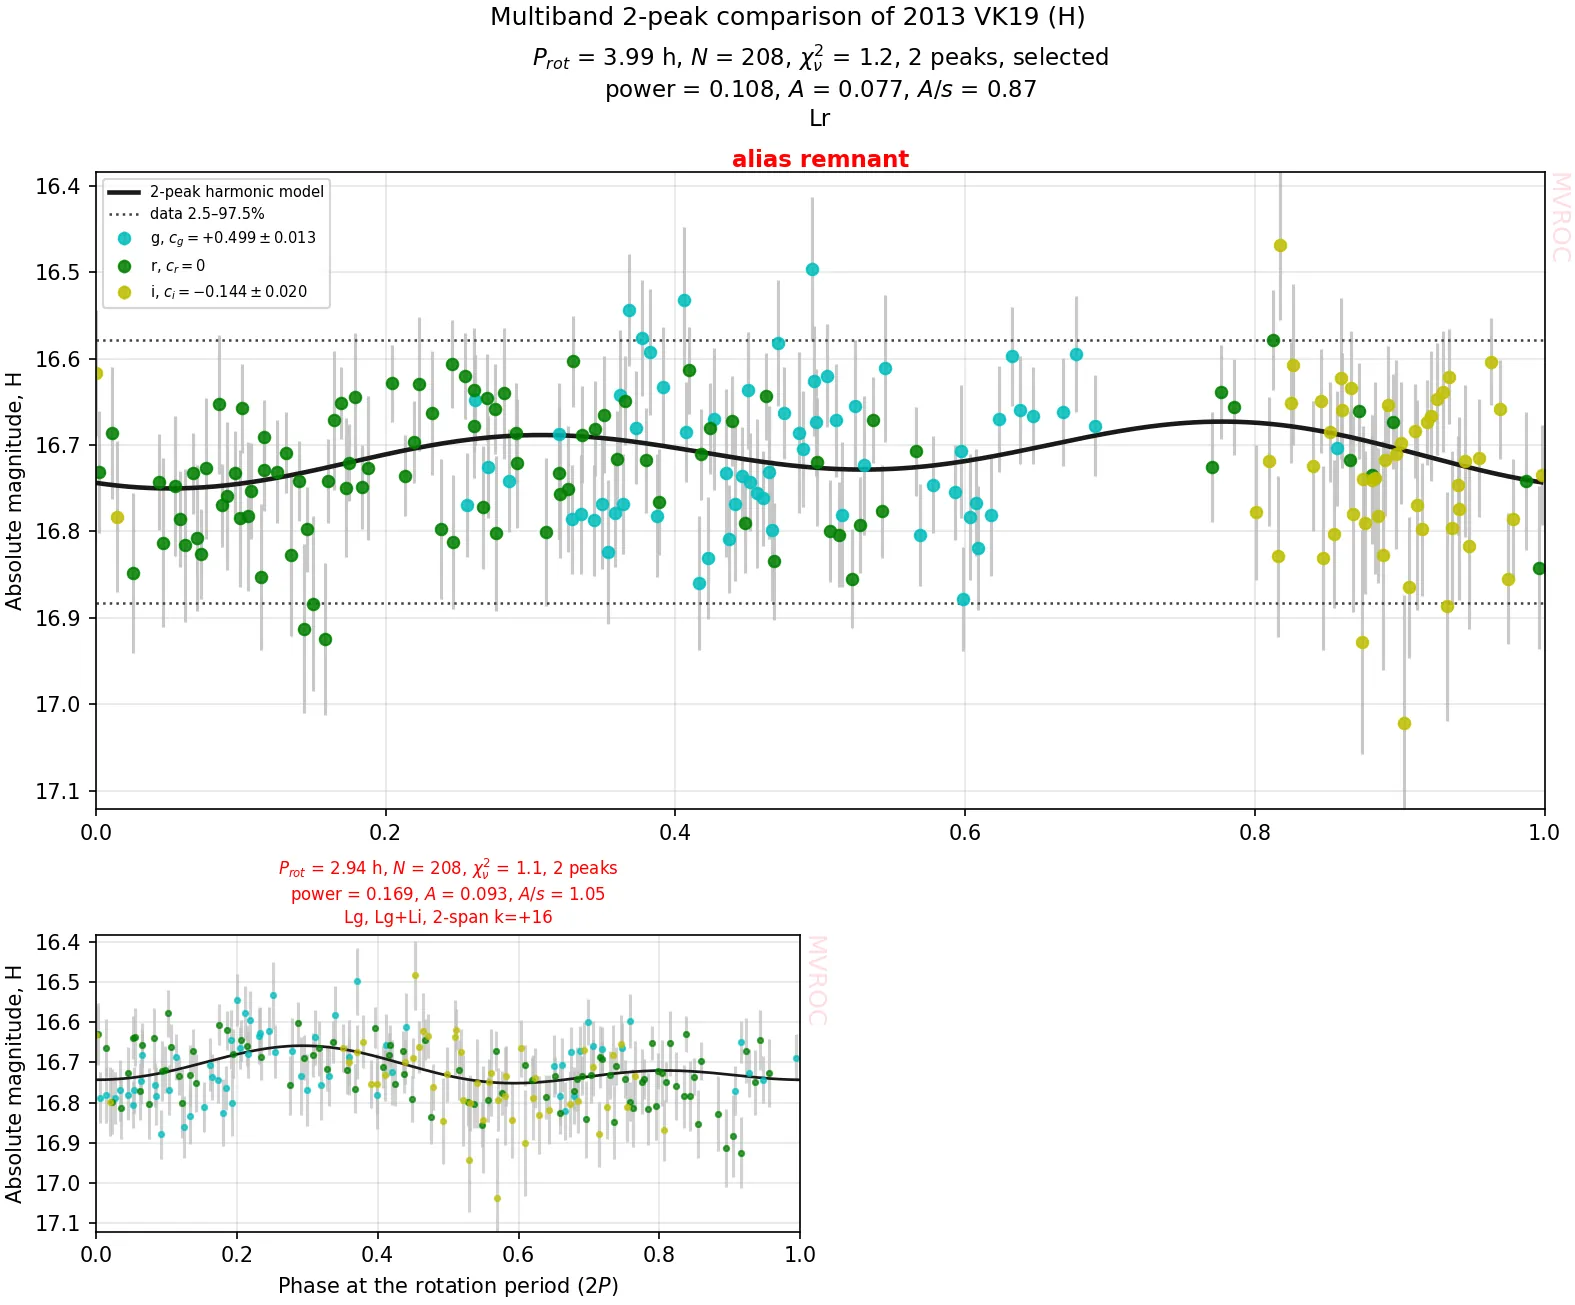 Multiband 2-peak comparison of 2013 VK19 (H)
P_rot = 3.99 h, N = 208, χ²_ν = 1.2, 2 peaks, selected
power = 0.108, A = 0.077, A/s = 0.87
Lr
alias remnant
2-peak harmonic model
data 2.5–97.5%
g, c_g = +0.499 ± 0.013
r, c_r = 0
i, c_i = −0.144 ± 0.020
Absolute magnitude, H
16.4
16.5
16.6
16.7
16.8
16.9
17.0
17.1
0.0
0.2
0.4
0.6
0.8
1.0
MVROC
P_rot = 2.94 h, N = 208, χ²_ν = 1.1, 2 peaks
power = 0.169, A = 0.093, A/s = 1.05
Lg, Lg+Li, 2-span k=+16
Absolute magnitude, H
16.4
16.5
16.6
16.7
16.8
16.9
17.0
17.1
0.0
0.2
0.4
0.6
0.8
1.0
Phase at the rotation period (2P)
MVROC